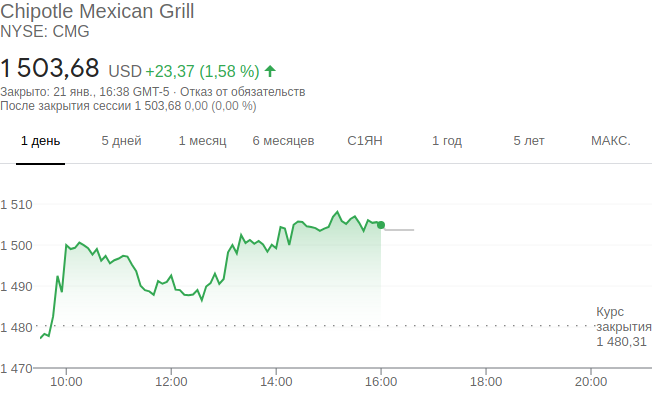 Chipotle Mexican Grill
NYSE: CMG
1 503,68 USD +23,37 (1,58 %)
Закрыто: 21 янв., 16:38 GMT-5 · Отказ от обязательств
После закрытия сессии 1 503,68 0,00 (0,00 %)
1 день 5 дней 1 месяц 6 месяцев С1ЯН 1 год 5 лет МАКС.
1 510
1 500
1 490
Курс
1 480 закрытия
1 480,31
1 470
10:00 12:00 14:00 16:00 18:00 20:00